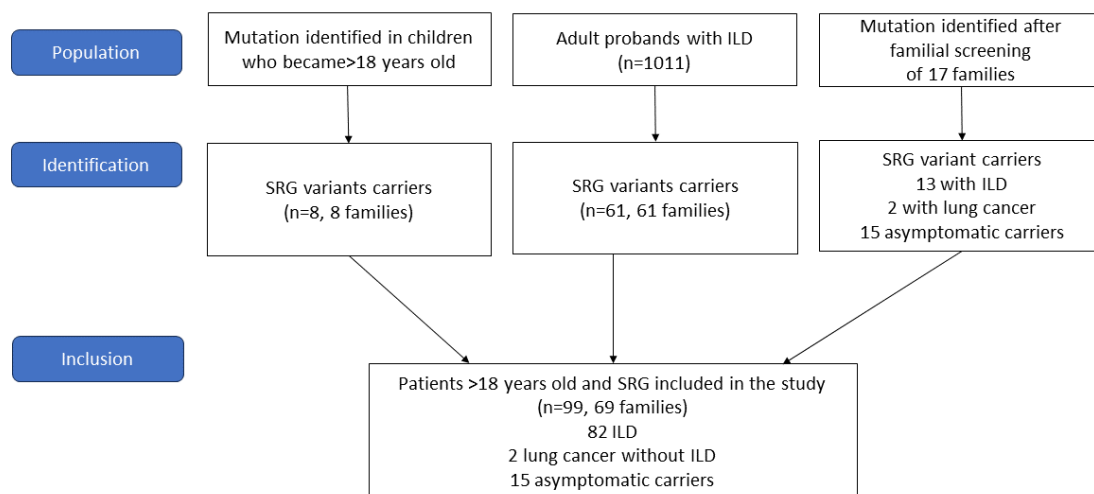 Population
Mutation identified in children
who became>18 years old
Adult probands with ILD
(n=1011)
Mutation identified after
familial screening
of 17 families
Identification
SRG variants carriers
(n=8, 8 families)
SRG variants carriers
(n=61, 61 families)
SRG variant carriers
13 with ILD
2 with lung cancer
15 asymptomatic carriers
Inclusion
Patients >18 years old and SRG included in the study
(n=99, 69 families)
82 ILD
2 lung cancer without ILD
15 asymptomatic carriers